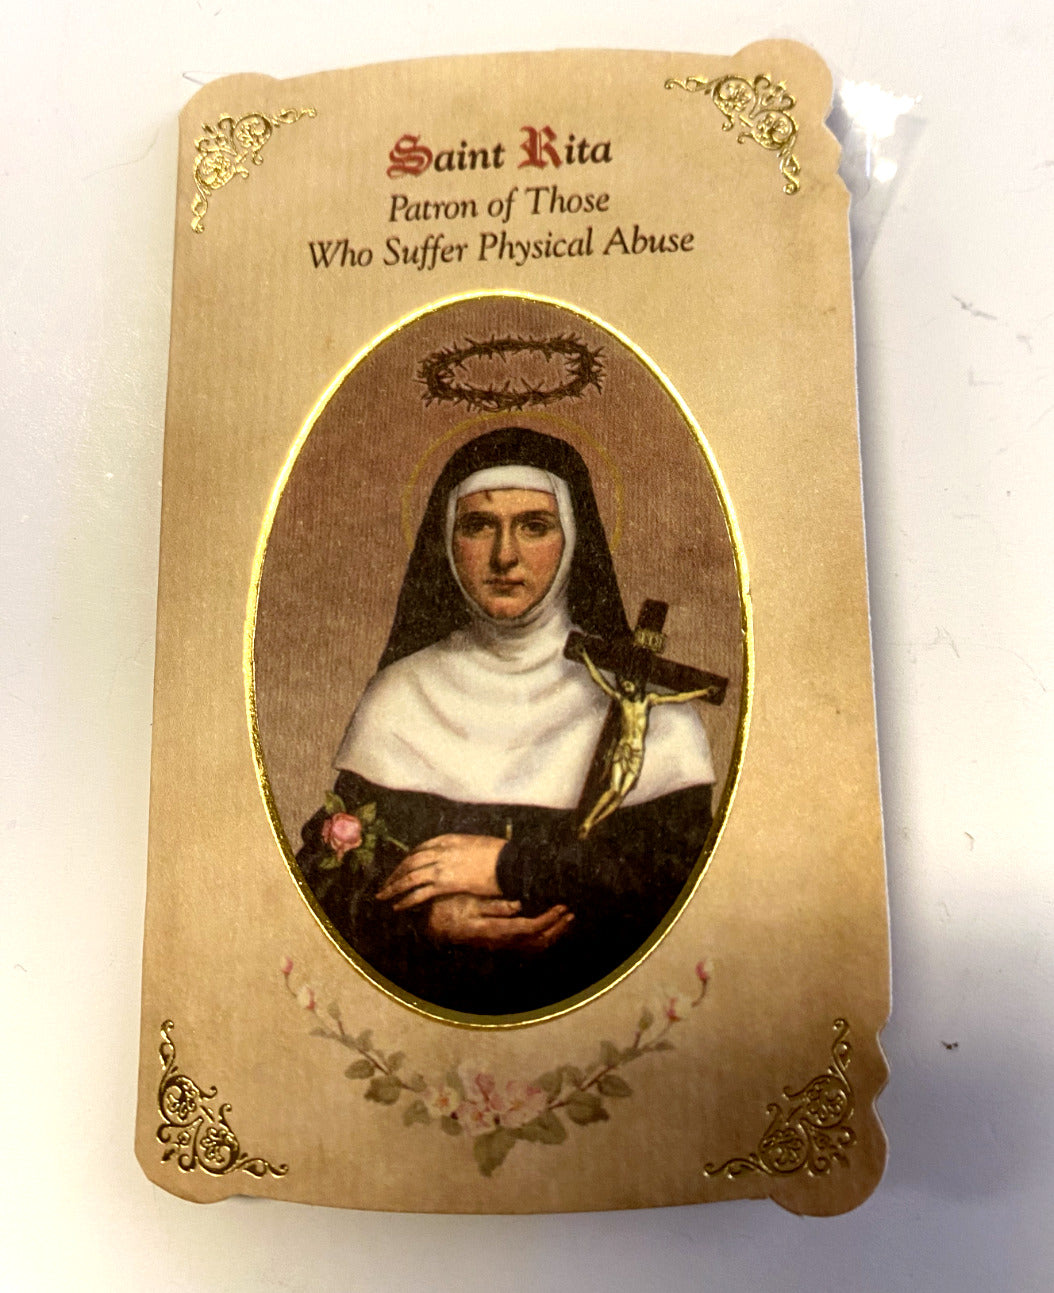 Saint Rita
Patron of Those
Who Suffer Physical Abuse